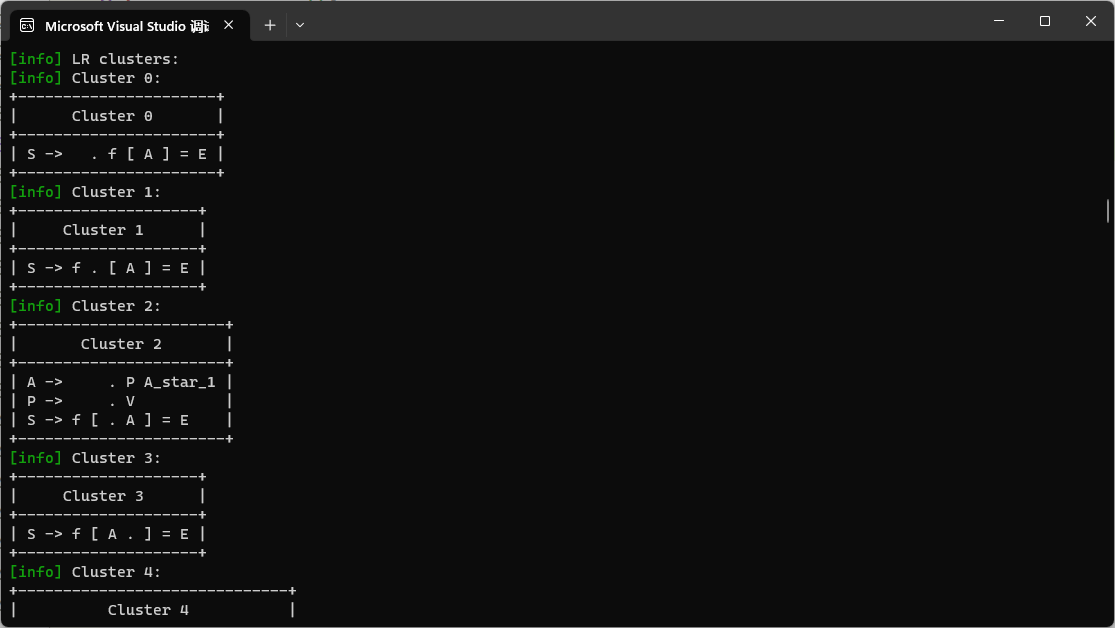 Microsoft Visual Studio 调
[info] LR clusters:
[info] Cluster 0:
+----------------------+
|      Cluster 0       |
+----------------------+
| S ->   . f [ A ] = E |
+----------------------+
[info] Cluster 1:
+--------------------+
|     Cluster 1      |
+--------------------+
| S -> f . [ A ] = E |
+--------------------+
[info] Cluster 2:
+-----------------------+
|       Cluster 2       |
+-----------------------+
| A ->     . P A_star_1 |
| P ->     . V          |
| S -> f [ . A ] = E    |
+-----------------------+
[info] Cluster 3:
+--------------------+
|     Cluster 3      |
+--------------------+
| S -> f [ A . ] = E |
+--------------------+
[info] Cluster 4:
+------------------------------+
|          Cluster 4           |